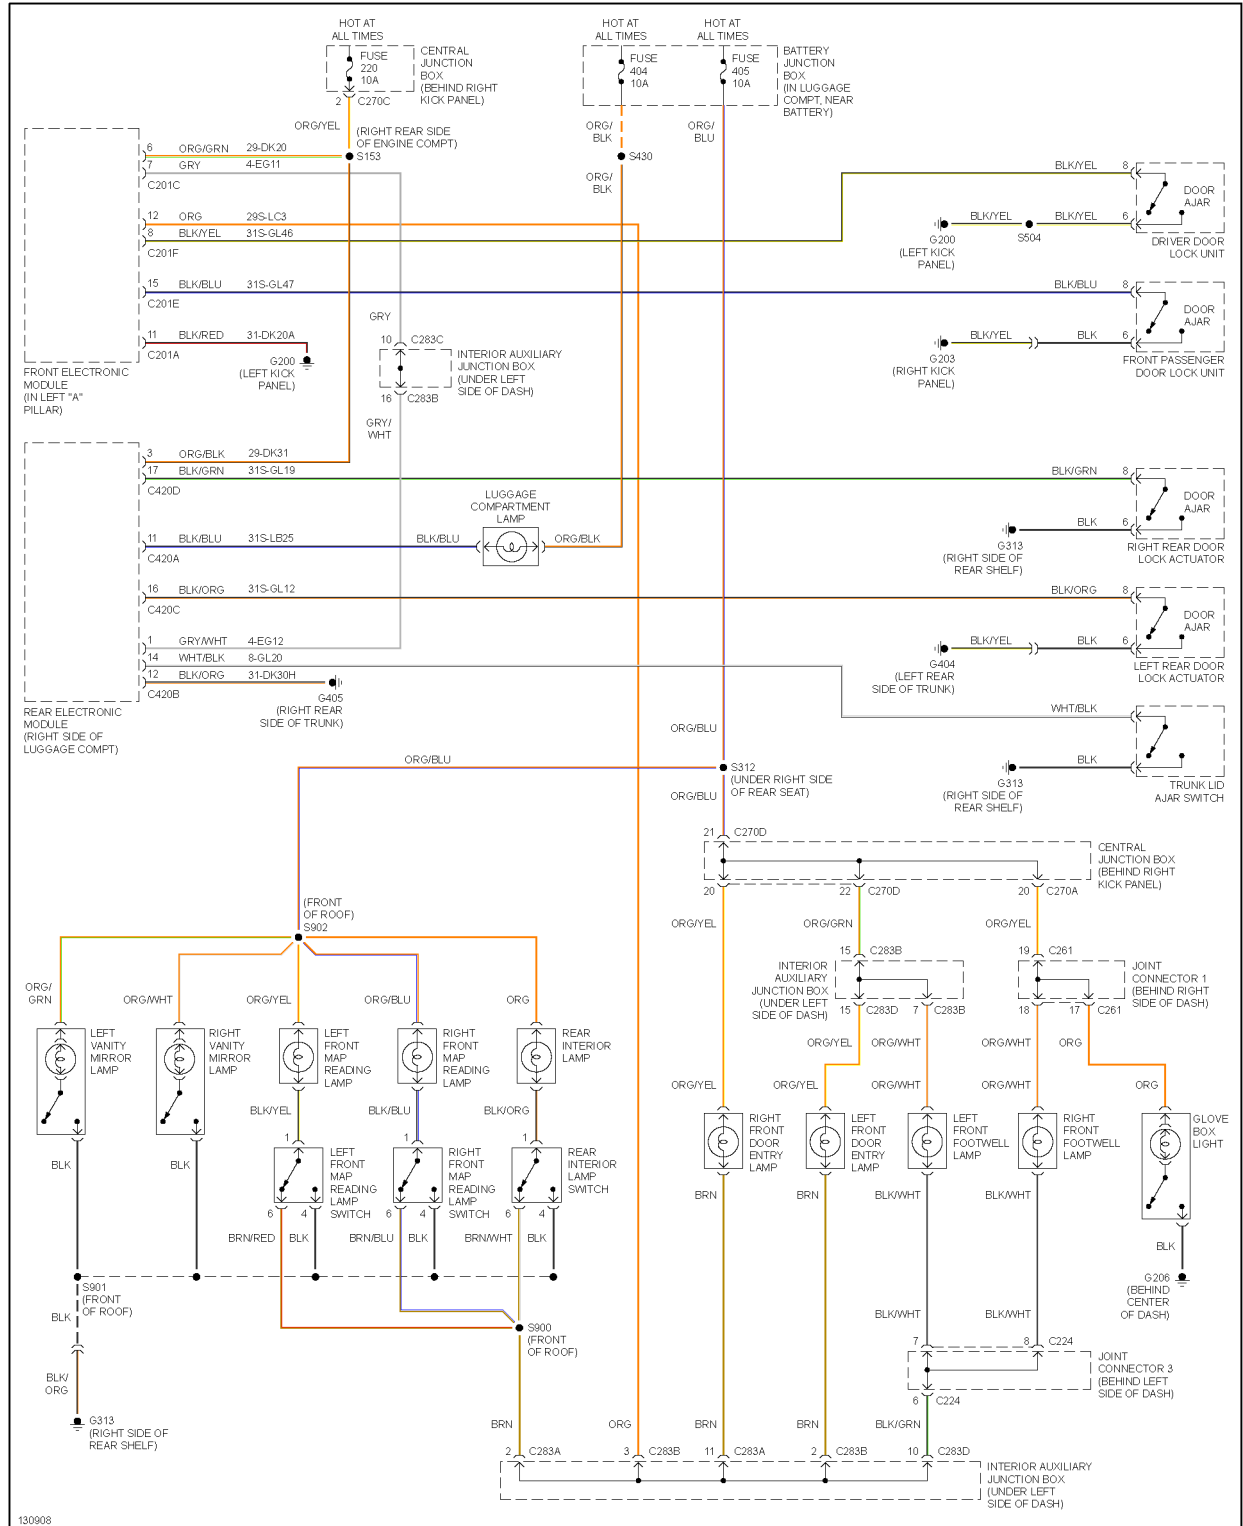 HOT AT
ALL TIMES
FUSE
220
10A
CENTRAL
JUNCTION
BOX
(BEHIND RIGHT
KICK PANEL)
2 C270C
ORG/YEL
(RIGHT REAR SIDE
OF ENGINE COMPT)
S153
HOT AT
ALL TIMES
HOT AT
ALL TIMES
FUSE
404
10A
FUSE
405
10A
BATTERY
JUNCTION
BOX
(IN LUGGAGE
COMPT, NEAR
BATTERY)
ORG/
BLK
ORG/
BLU
S430
ORG/
BLK
6 ORG/GRN 29-DK20
7 GRY 4-EG11
C201C
12 ORG 29S-LC3
8 BLK/YEL 31S-GL46
C201F
15 BLK/BLU 31S-GL47
C201E
11 BLK/RED 31-DK20A
C201A
G200
(LEFT KICK
PANEL)
FRONT ELECTRONIC
MODULE
(IN LEFT "A"
PILLAR)
GRY
10 C283C
INTERIOR AUXILIARY
JUNCTION BOX
(UNDER LEFT
SIDE OF DASH)
16 C283B
GRY/
WHT
BLK/YEL 8
DOOR
AJAR
BLK/YEL BLK/YEL 6
G200
(LEFT KICK
PANEL)
S504
DRIVER DOOR
LOCK UNIT
BLK/BLU 8
DOOR
AJAR
BLK/YEL BLK 6
G203
(RIGHT KICK
PANEL)
FRONT PASSENGER
DOOR LOCK UNIT
3 ORG/BLK 29-DK31
17 BLK/GRN 31S-GL19
C420D
11 BLK/BLU 31S-LB25
C420A
16 BLK/ORG 31S-GL12
C420C
1 GRY/WHT 4-EG12
14 WHT/BLK 8-GL20
12 BLK/ORG 31-DK30H
C420B
G405
(RIGHT REAR
SIDE OF TRUNK)
REAR ELECTRONIC
MODULE
(RIGHT SIDE OF
LUGGAGE COMPT)
LUGGAGE
COMPARTMENT
LAMP
BLK/BLU
ORG/BLK
BLK/GRN 8
DOOR
AJAR
BLK 6
G313
(RIGHT SIDE OF
REAR SHELF)
RIGHT REAR DOOR
LOCK ACTUATOR
BLK/ORG 8
DOOR
AJAR
BLK/YEL BLK 6
G404
(LEFT REAR
SIDE OF TRUNK)
LEFT REAR DOOR
LOCK ACTUATOR
WHT/BLK
BLK
G313
(RIGHT SIDE OF
REAR SHELF)
TRUNK LID
AJAR SWITCH
ORG/BLU
ORG/BLU
S312
(UNDER RIGHT SIDE
OF REAR SEAT)
ORG/BLU
21 C270D
CENTRAL
JUNCTION BOX
(BEHIND RIGHT
KICK PANEL)
20 22 C270D 20 C270A
ORG/YEL ORG/GRN ORG/YEL
15 C283B
INTERIOR
AUXILIARY
JUNCTION BOX
(UNDER LEFT
SIDE OF DASH)
15 C283D 7 C283B
19 C261
JOINT
CONNECTOR 1
(BEHIND RIGHT
SIDE OF DASH)
18 17 C261
ORG/YEL ORG/WHT ORG/WHT ORG
(FRONT
OF ROOF)
S902
ORG/
GRN
ORG/WHT ORG/YEL ORG/BLU ORG
LEFT
VANITY
MIRROR
LAMP
RIGHT
VANITY
MIRROR
LAMP
LEFT
FRONT
MAP
READING
LAMP
RIGHT
FRONT
MAP
READING
LAMP
REAR
INTERIOR
LAMP
BLK/YEL BLK/BLU BLK/ORG
1 1 1
LEFT
FRONT
MAP
READING
LAMP
SWITCH
RIGHT
FRONT
MAP
READING
LAMP
SWITCH
REAR
INTERIOR
LAMP
SWITCH
BLK BLK
6 4 6 4 6 4
BRN/RED BLK BRN/BLU BLK BRN/WHT BLK
S901
(FRONT
OF ROOF)
BLK
BLK/
ORG
G313
(RIGHT SIDE OF
REAR SHELF)
S900
(FRONT
OF ROOF)
ORG/YEL ORG/YEL ORG/WHT ORG/WHT ORG
RIGHT
FRONT
DOOR
ENTRY
LAMP
LEFT
FRONT
DOOR
ENTRY
LAMP
LEFT
FRONT
FOOTWELL
LAMP
RIGHT
FRONT
FOOTWELL
LAMP
GLOVE
BOX
LIGHT
BRN BRN BLK/WHT BLK/WHT
BLK
G206
(BEHIND
CENTER
OF DASH)
BLK/WHT BLK/WHT
7 8 C224
JOINT
CONNECTOR 3
(BEHIND LEFT
SIDE OF DASH)
6 C224
BRN ORG BRN BRN BLK/GRN
2 C283A 3 C283B 11 C283A 2 C283B 10 C283D
INTERIOR AUXILIARY
JUNCTION BOX
(UNDER LEFT
SIDE OF DASH)
130908